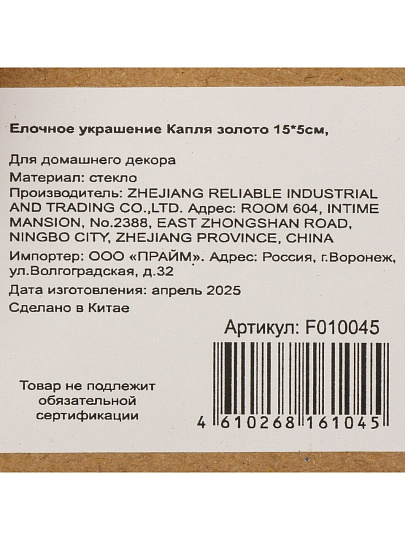 Елочное украшение Капля золото 15*5см,
Для домашнего декора
Материал: стекло
Производитель: ZHEJIANG RELIABLE INDUSTRIAL
AND TRADING CO.,LTD. Адрес: ROOM 604, INTIME
MANSION, No.2388, EAST ZHONGSHAN ROAD,
NINGBO CITY, ZHEJIANG PROVINCE, CHINA
Импортер: ООО «ПРАЙМ». Адрес: Россия, г.Воронеж,
ул.Волгоградская, д.32
Дата изготовления: апрель 2025
Сделано в Китае
Артикул: F010045
Товар не подлежит
обязательной
сертификации
4 610268 161045